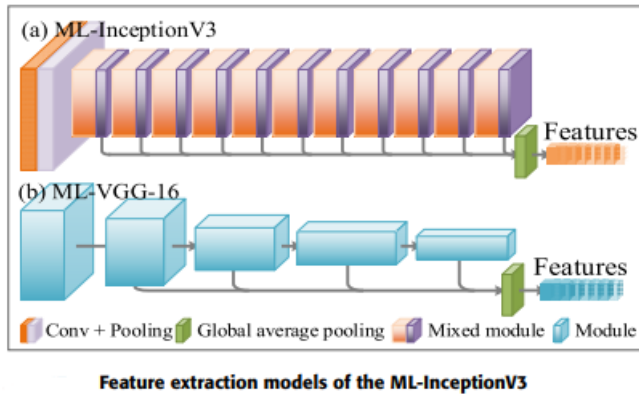 (a) ML-InceptionV3
Features
(b) ML-VGG-16
Features
Conv + Pooling Global average pooling Mixed module Module
Feature extraction models of the ML-InceptionV3